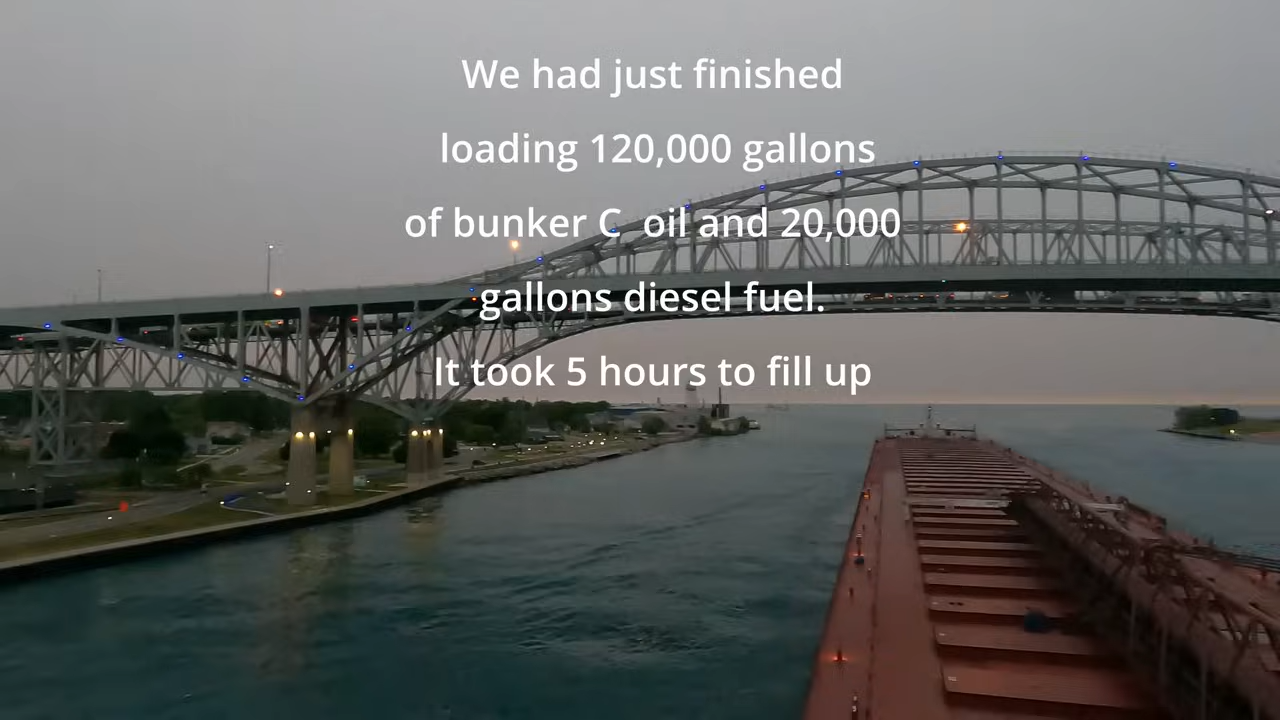 We had just finished
loading 120,000 gallons
of bunker C  oil and 20,000
gallons diesel fuel.
It took 5 hours to fill up